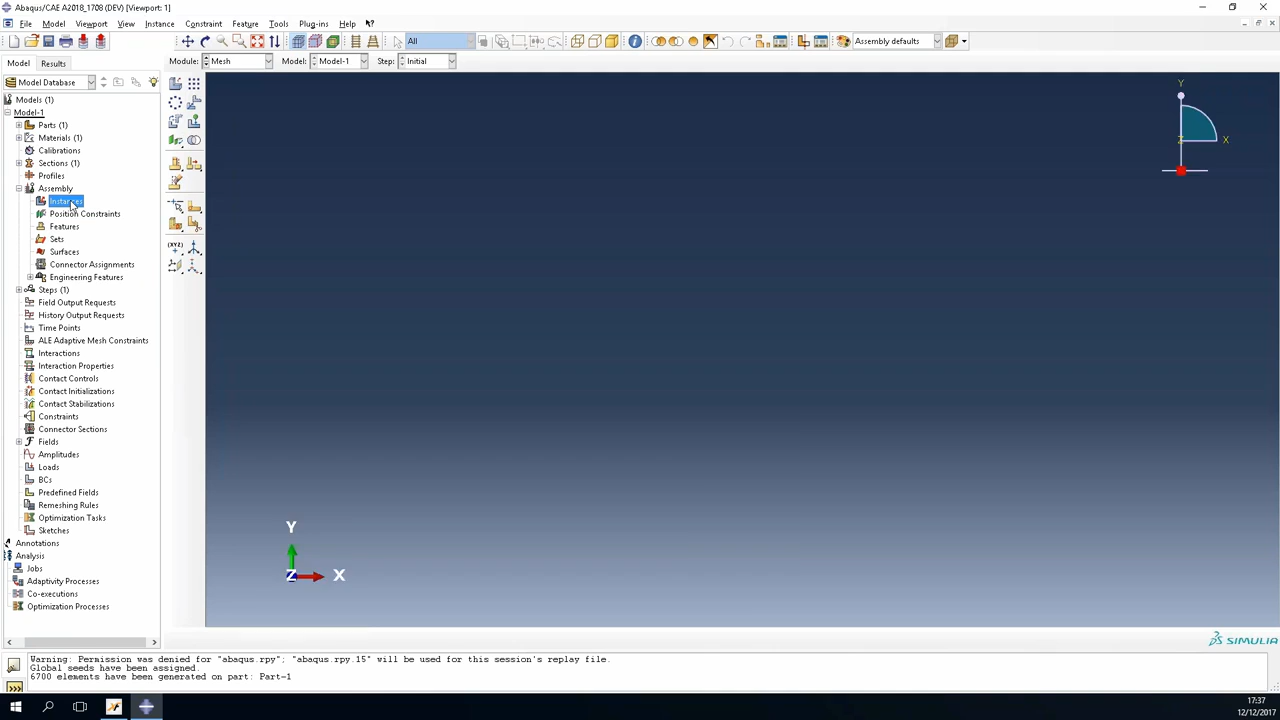 Abaqus/CAE A2018_1708 (DEV) [Viewport: 1]
File Model Viewport View Instance Constraint Feature Tools Plug-ins Help
All Assembly defaults
Model Results Module: Mesh Model: Model-1 Step: Initial
Model Database
Models (1)
Model-1
Parts (1)
Materials (1)
Calibrations
Sections (1)
Profiles
Assembly
Instances
Position Constraints
Features
Sets
Surfaces
Connector Assignments
Engineering Features
Steps (1)
Field Output Requests
History Output Requests
Time Points
ALE Adaptive Mesh Constraints
Interactions
Interaction Properties
Contact Controls
Contact Initializations
Contact Stabilizations
Constraints
Connector Sections
Fields
Amplitudes
Loads
BCs
Predefined Fields
Remeshing Rules
Optimization Tasks
Sketches
Annotations
Analysis
Jobs
Adaptivity Processes
Co-executions
Optimization Processes
(XYZ)
Y
Z X
Y
Z X
SIMULIA
Warning: Permission was denied for "abaqus.rpy"; "abaqus.rpy.15" will be used for this session's replay file.
Global seeds have been assigned.
6700 elements have been generated on part: Part-1
17:37
12/12/2017